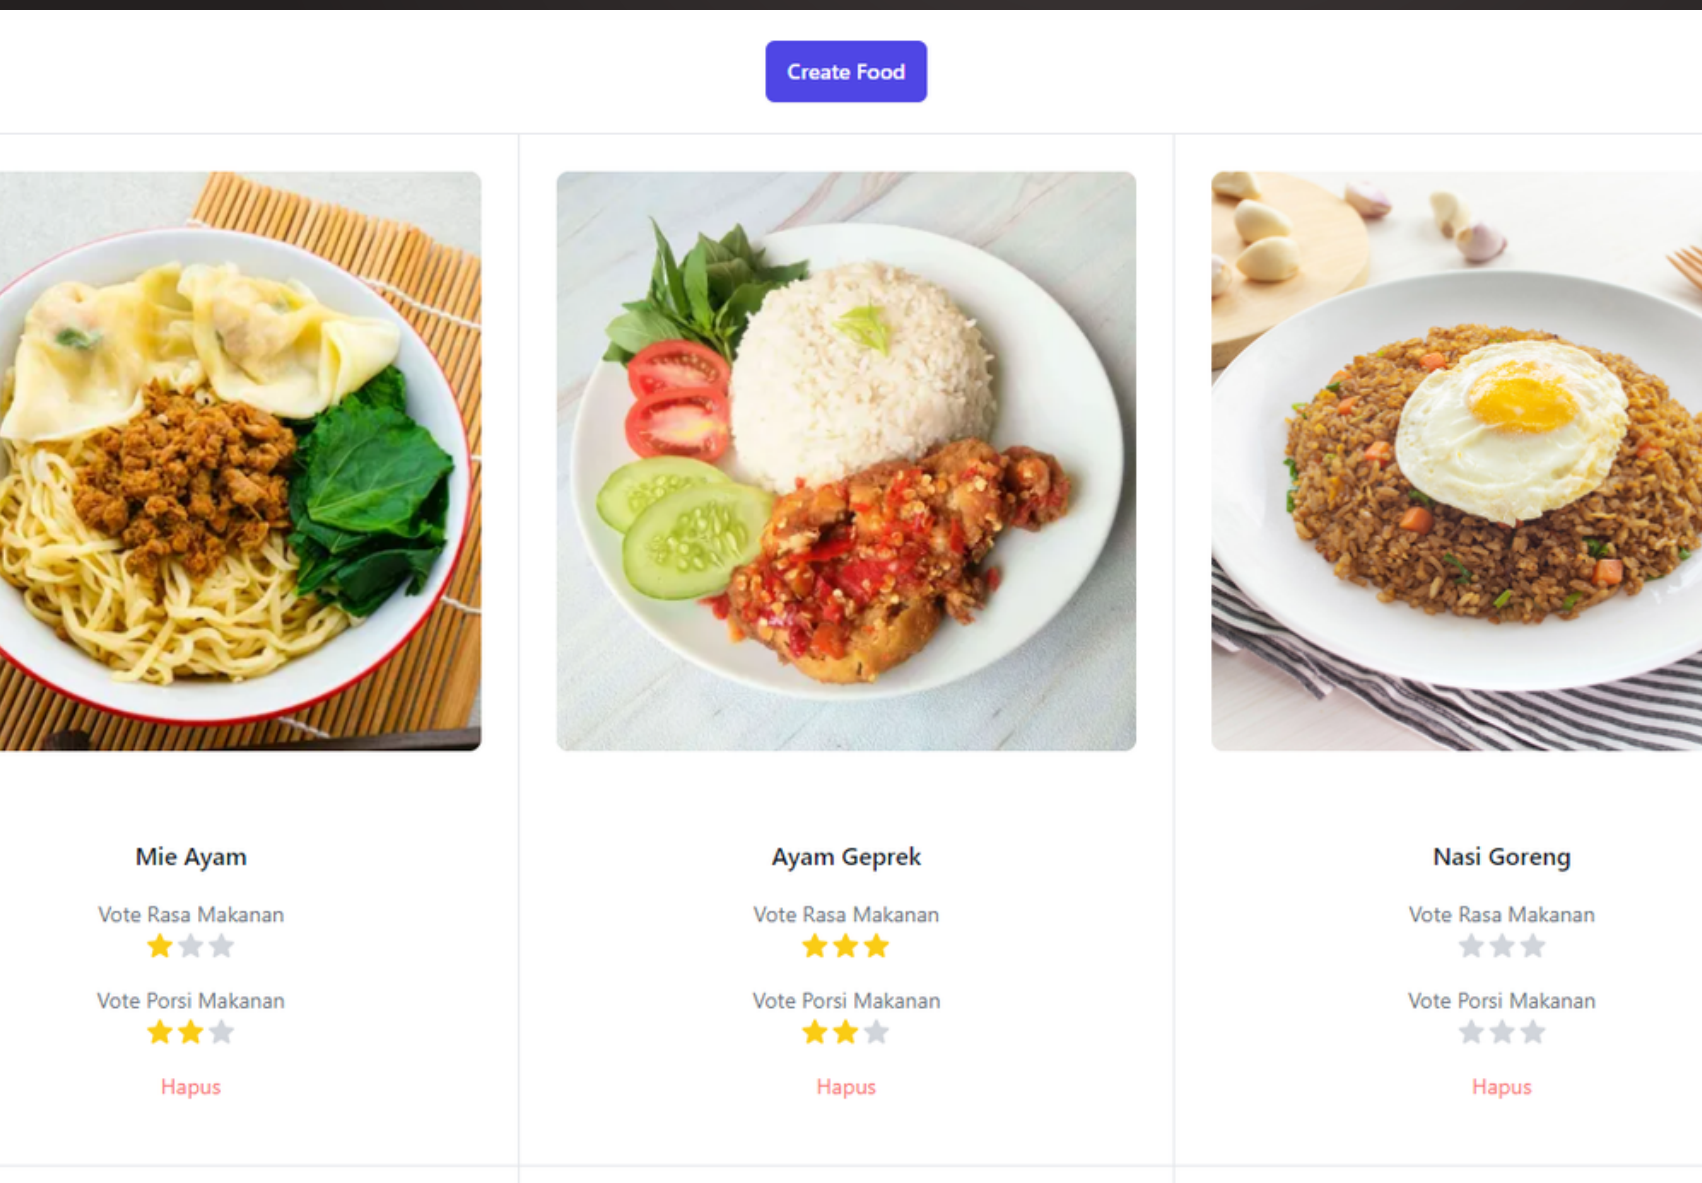 Create Food
Mie Ayam
Vote Rasa Makanan
Vote Porsi Makanan
Hapus
Ayam Geprek
Vote Rasa Makanan
Vote Porsi Makanan
Hapus
Nasi Goreng
Vote Rasa Makanan
Vote Porsi Makanan
Hapus